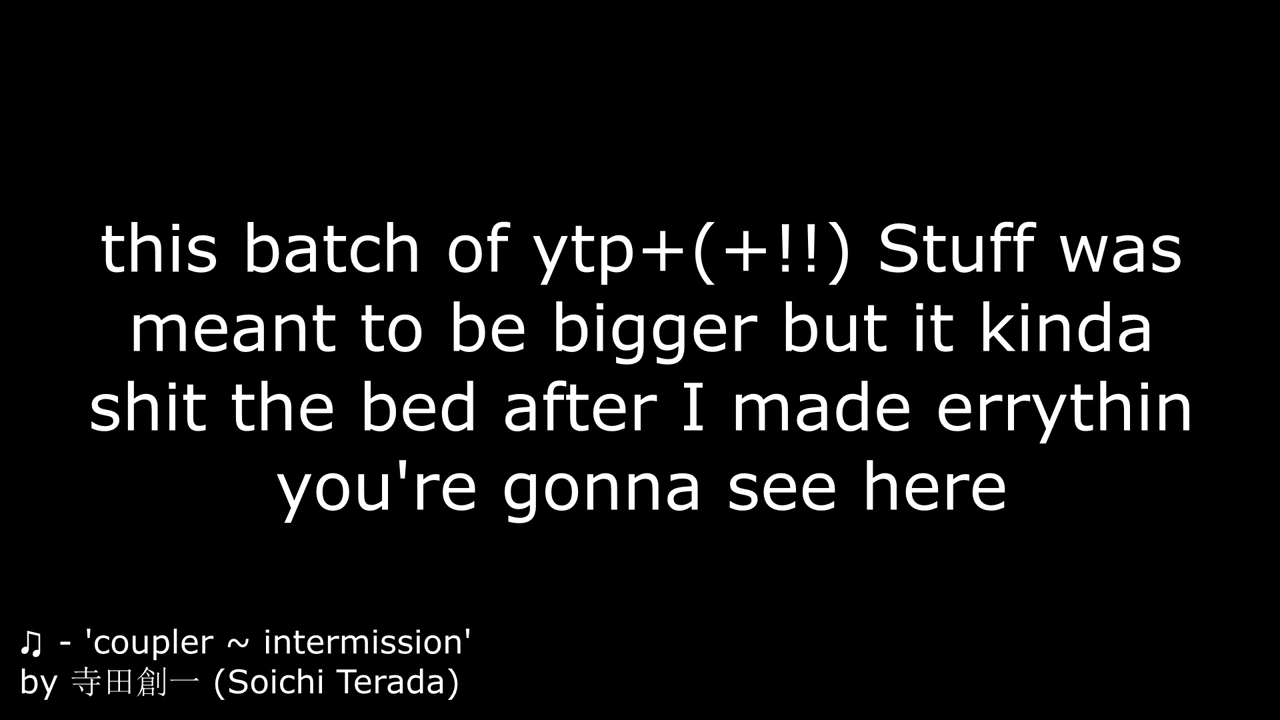 this batch of ytp+(+!!) Stuff was
meant to be bigger but it kinda
shit the bed after I made errythin
you're gonna see here
♫ - 'coupler ~ intermission'
by 寺田創一 (Soichi Terada)